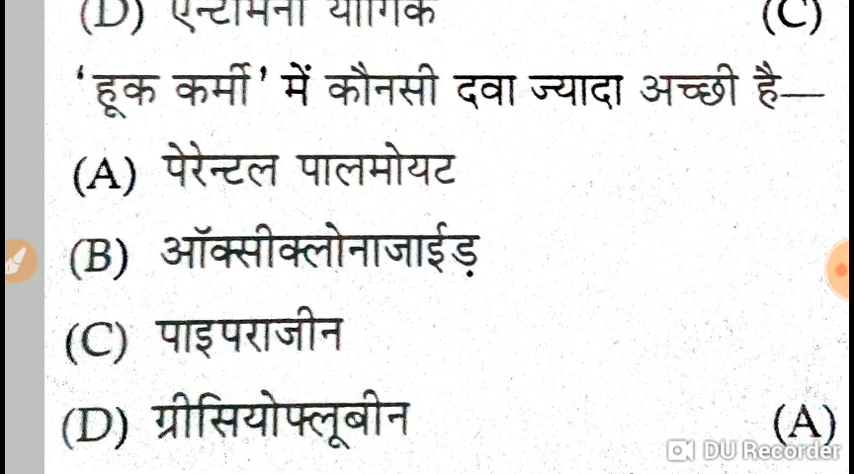 (D) एन्टीमनी यौगिक (C)
'हूक कर्मी' में कौनसी दवा ज्यादा अच्छी है—
(A) पेरेन्टल पालमोयट
(B) ऑक्सीक्लोनाजाईड़
(C) पाइपराजीन
(D) ग्रीसियोफ्लूबीन (A)
DU Recorder